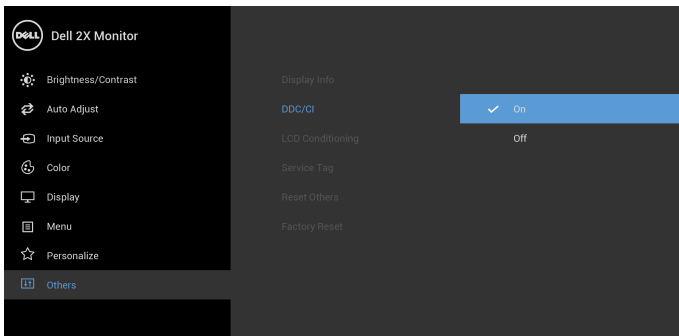 DELL
Dell 2X Monitor
Brightness/Contrast
Auto Adjust
Input Source
Color
Display
Menu
Personalize
Others
Display Info
DDC/CI
LCD Conditioning
Service Tag
Reset Others
Factory Reset
On
Off